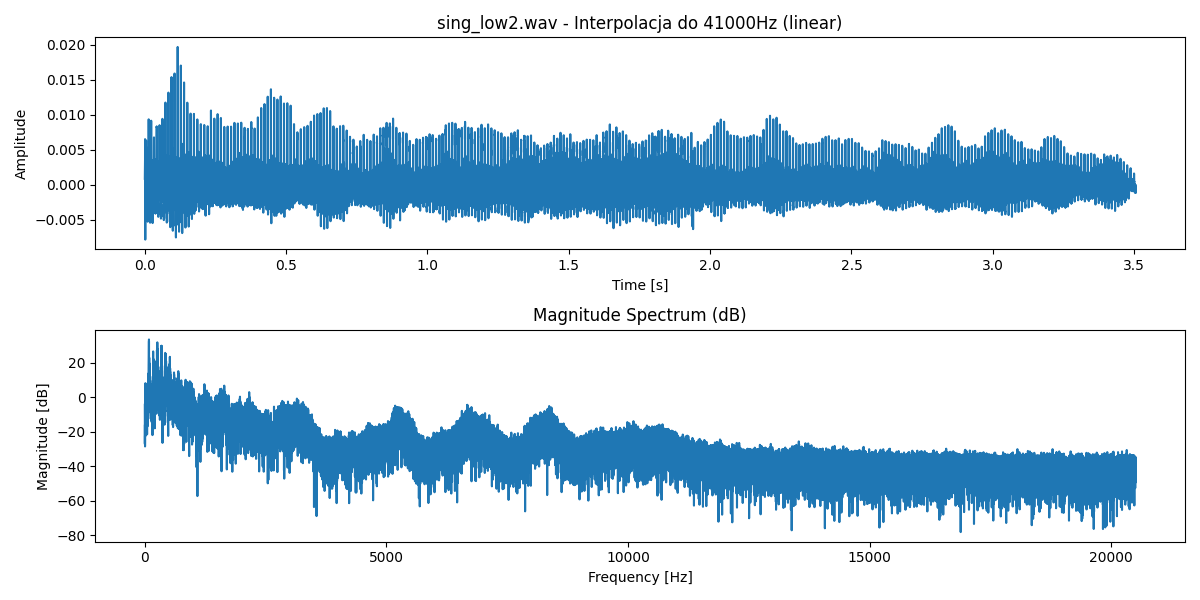 sing_low2.wav - Interpolacja do 41000Hz (linear)
0.020
0.015
0.010
0.005
0.000
−0.005
Amplitude
0.0 0.5 1.0 1.5 2.0 2.5 3.0 3.5
Time [s]
Magnitude Spectrum (dB)
20
0
−20
−40
−60
−80
Magnitude [dB]
0 5000 10000 15000 20000
Frequency [Hz]